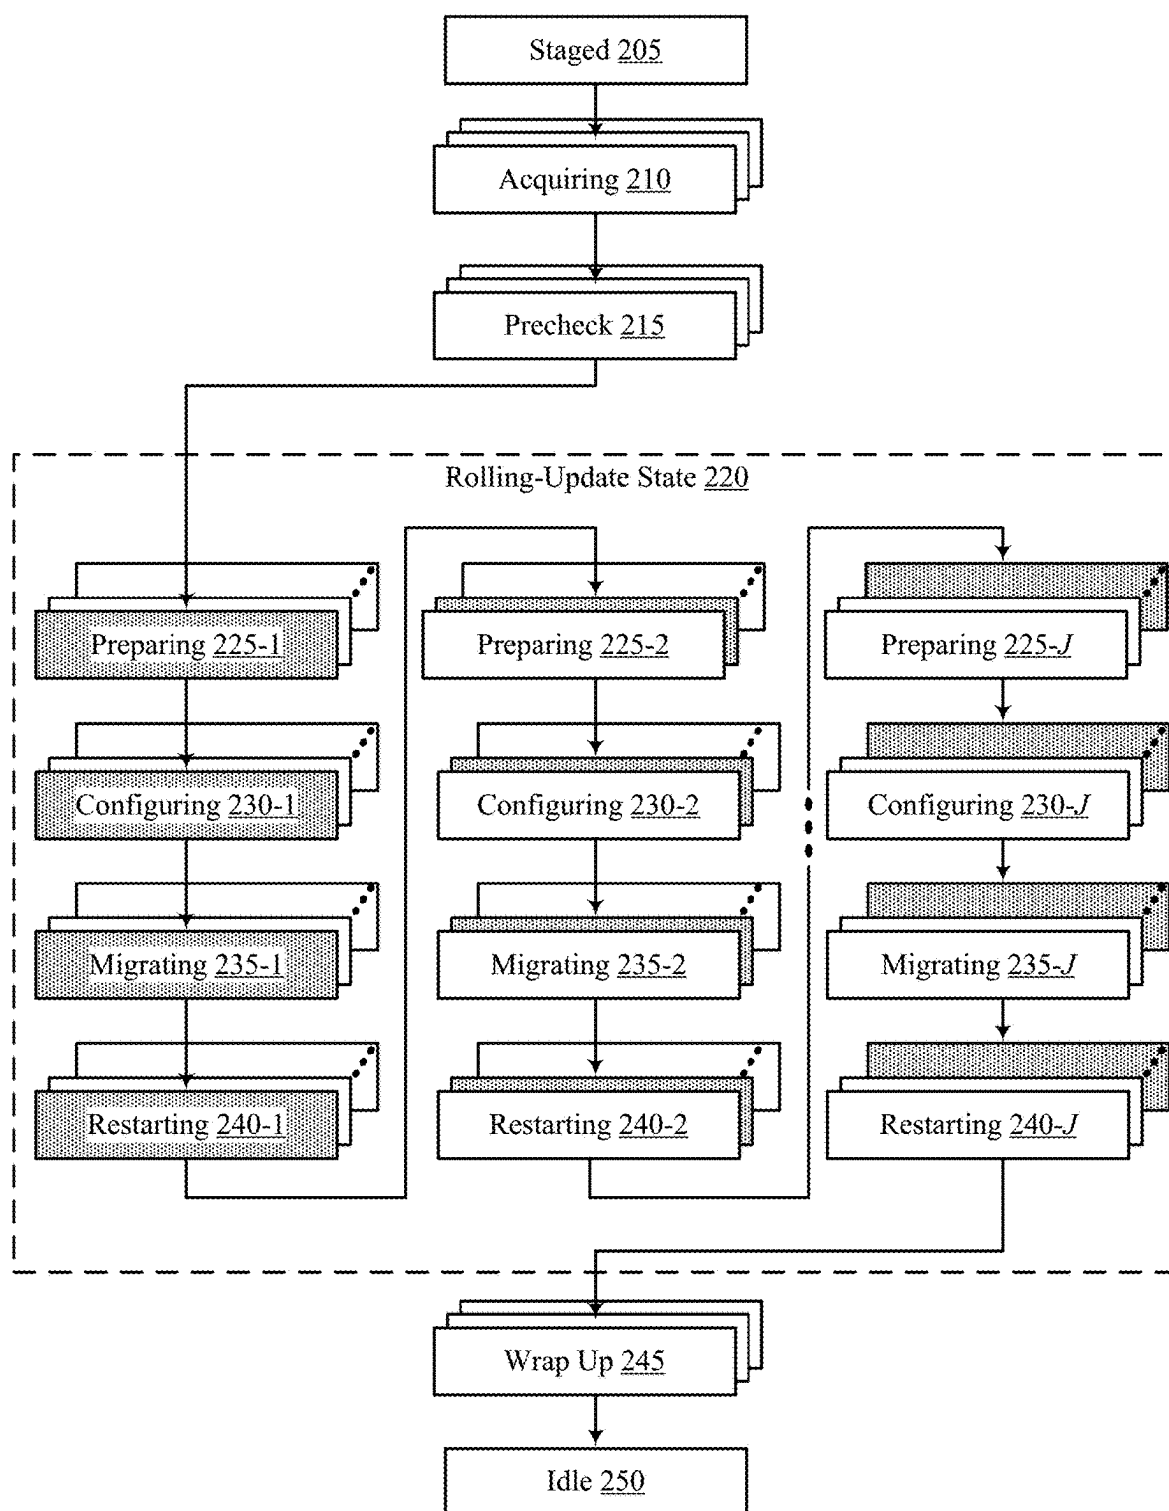 Staged 205
Acquiring 210
Precheck 215
Rolling-Update State 220
Preparing 225-1
Configuring 230-1
Migrating 235-1
Restarting 240-1
Preparing 225-2
Configuring 230-2
Migrating 235-2
Restarting 240-2
Preparing 225-J
Configuring 230-J
Migrating 235-J
Restarting 240-J
Wrap Up 245
Idle 250